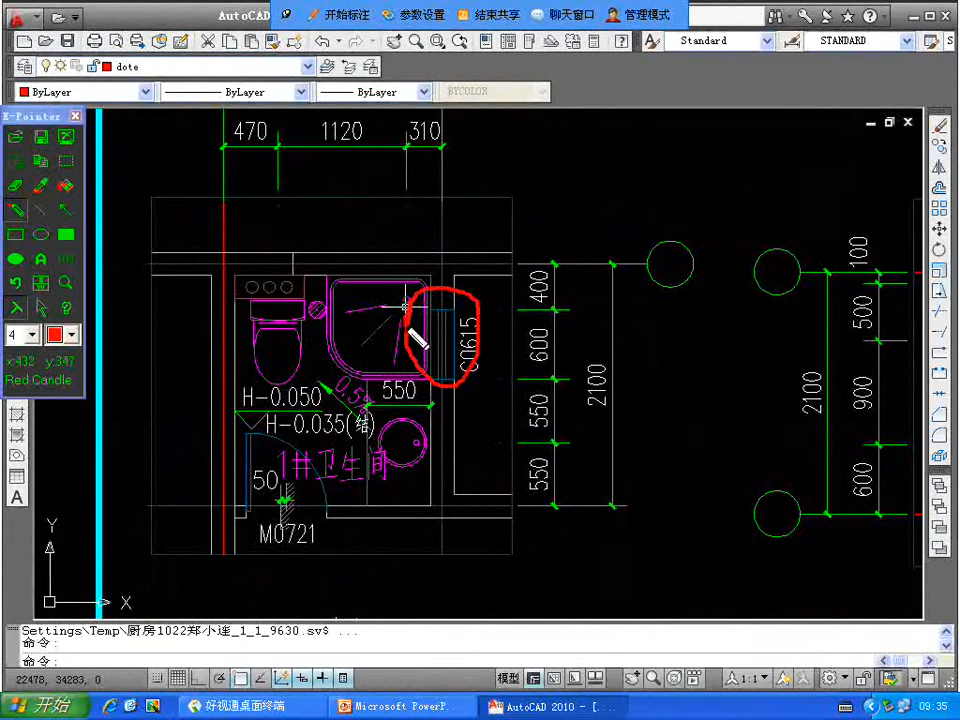 AutoCAD
开始标注
参数设置
结束共享
聊天窗口
管理模式
Standard
STANDARD
S
dote
ByLayer
ByLayer
ByLayer
BYCOLOR
E-Pointer
4
x:432 y:347
Red Candle
470 1120 310
C0615
550
H-0.050
0.5%
H-0.035(结)
1#卫生间
50
M0721
400
600
550
550
2100
100
500
900
600
2100
Y
X
Settings\Temp\厨房1022郑小逢_1_1_9630.sv$ ...
命令:
命令:
22478, 34283, 0
模型
1:1
开始
好视通桌面终端
Microsoft PowerP...
AutoCAD 2010 - [...
09:35